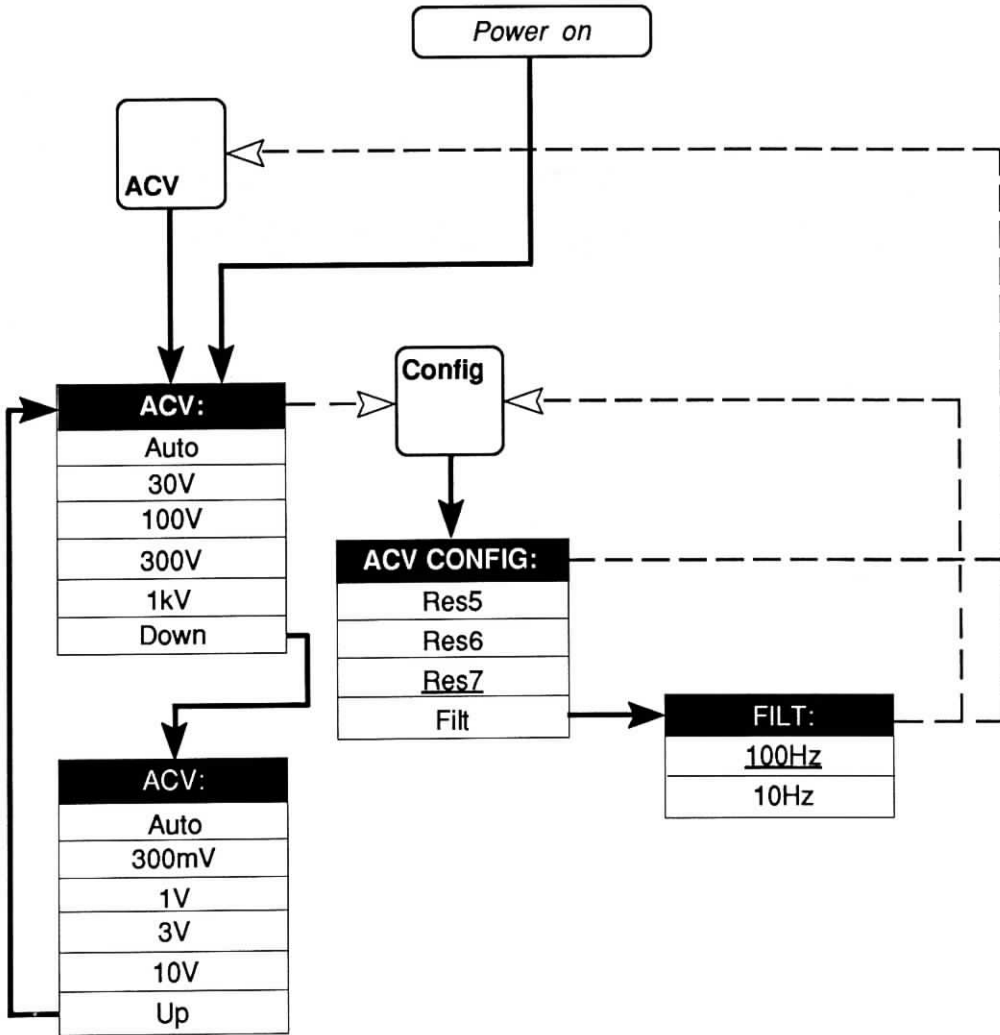 Power on
ACV
Config
ACV:
Auto
30V
100V
300V
1kV
Down
ACV CONFIG:
Res5
Res6
Res7
Filt
FILT:
100Hz
10Hz
ACV:
Auto
300mV
1V
3V
10V
Up